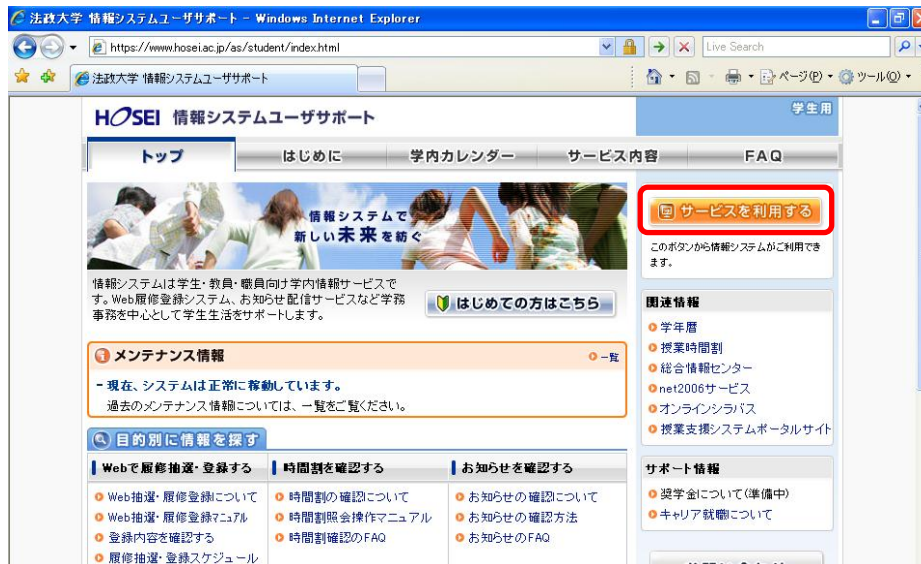 法政大学 情報システムユーザサポート - Windows Internet Explorer
https://www.hosei.ac.jp/as/student/index.html
Live Search
法政大学 情報システムユーザサポート
ページ(P)
ツール(O)
HOSEI 情報システムユーザサポート
学生用
トップ
はじめに
学内カレンダー
サービス内容
FAQ
情報システムで
新しい未来を紡ぐ
情報システムは学生・教員・職員向け学内情報サービスで
す。Web履修登録システム、お知らせ配信サービスなど学務
事務を中心として学生生活をサポートします。
はじめての方はこちら
メンテナンス情報
一覧
- 現在、システムは正常に稼動しています。
過去のメンテナンス情報については、一覧をご覧ください。
目的別に情報を探す
Webで履修抽選・登録する
Web抽選・履修登録について
Web抽選・履修登録マニュアル
登録内容を確認する
履修抽選・登録スケジュール
時間割を確認する
時間割の確認について
時間割照会操作マニュアル
時間割確認のFAQ
お知らせを確認する
お知らせの確認について
お知らせの確認方法
お知らせのFAQ
サービスを利用する
このボタンから情報システムがご利用でき
ます。
関連情報
学年暦
授業時間割
総合情報センター
net2006サービス
オンラインシラバス
授業支援システムポータルサイト
サポート情報
奨学金について(準備中)
キャリア就職について